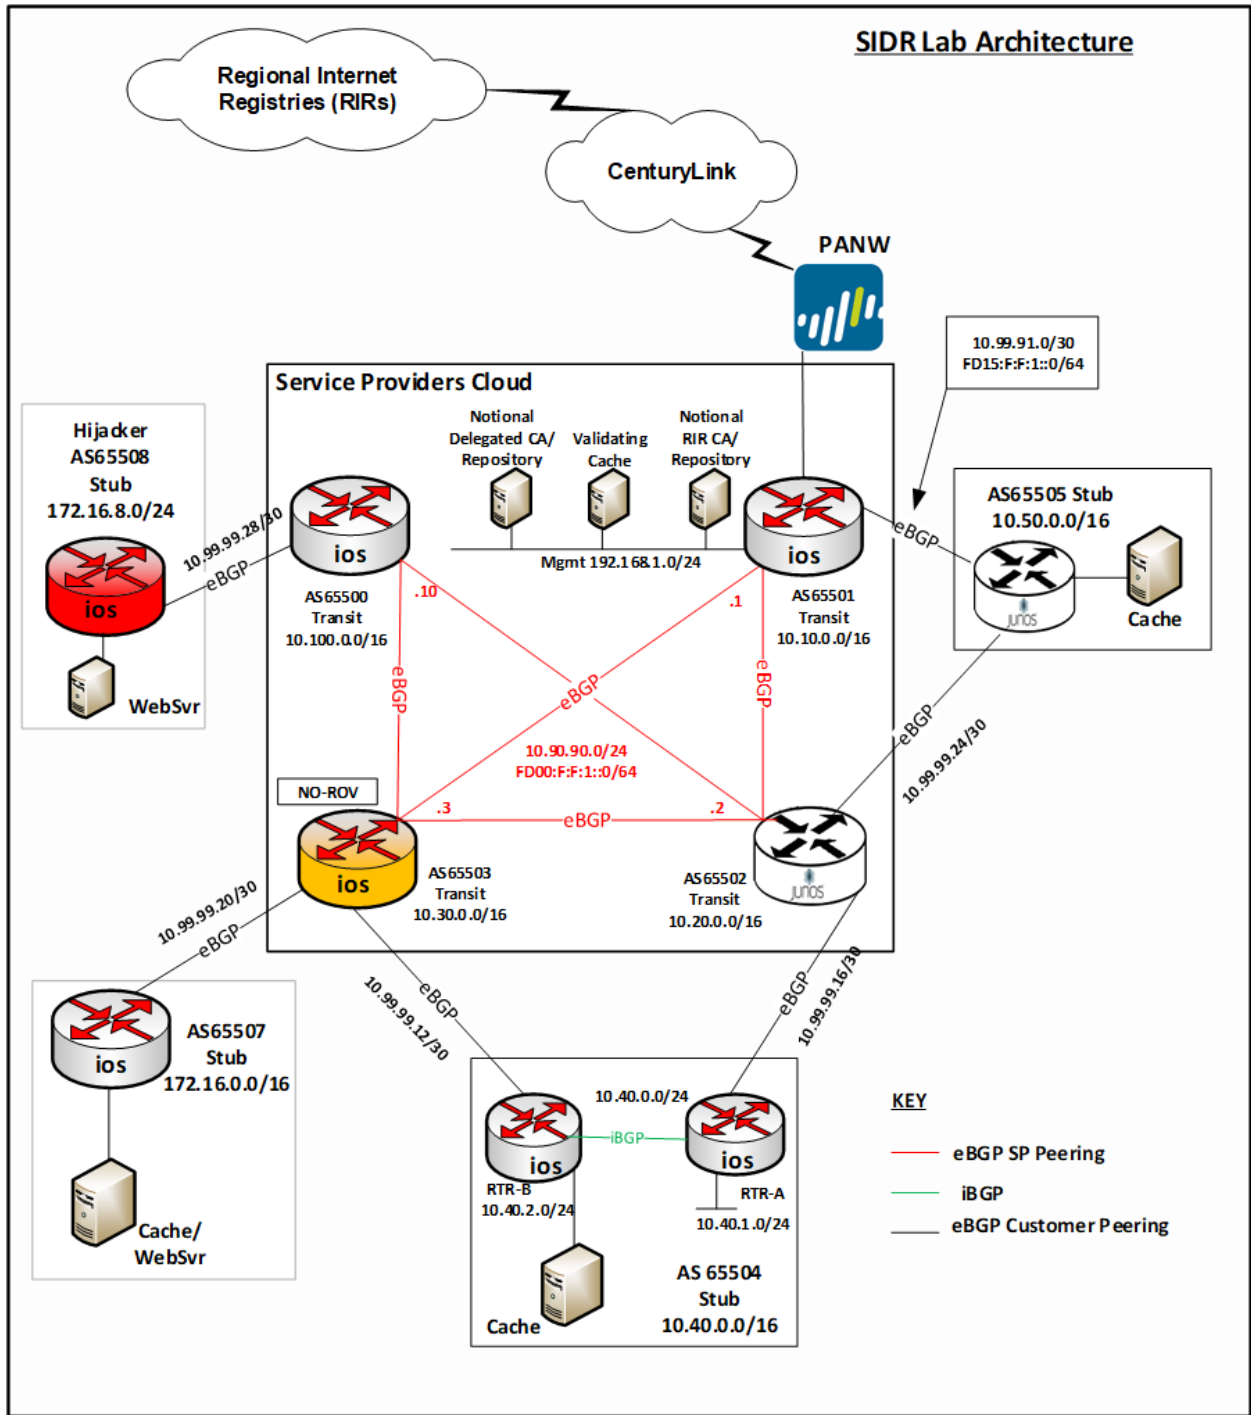 SIDR Lab Architecture
Regional Internet
Registries (RIRs)
CenturyLink
PANW
10.99.91.0/30
FD15:F:F:1::0/64
Service Providers Cloud
Notional
Delegated CA/
Repository
Validating
Cache
Notional
RIR CA/
Repository
Hijacker
AS65508
Stub
172.16.8.0/24
10.99.99.28/30
eBGP
ios
WebSvr
ios
AS65500
Transit
10.100.0.0/16
Mgmt 192.168.1.0/24
ios
AS65501
Transit
10.10.0.0/16
eBGP
AS65505 Stub
10.50.0.0/16
JUNOS
Cache
.10
.1
eBGP
eBGP
eBGP
10.90.90.0/24
FD00:F:F:1::0/64
eBGP
10.99.99.24/30
NO-ROV
.3
.2
eBGP
ios
AS65503
Transit
10.30.0.0/16
AS65502
Transit
10.20.0.0/16
JUNOS
10.99.99.20/30
eBGP
10.99.99.12/30
eBGP
eBGP
10.99.99.16/30
ios
AS65507
Stub
172.16.0.0/16
Cache/
WebSvr
10.40.0.0/24
ios
iBGP
ios
RTR-B
10.40.2.0/24
RTR-A
10.40.1.0/24
Cache
AS 65504
Stub
10.40.0.0/16
KEY
eBGP SP Peering
iBGP
eBGP Customer Peering